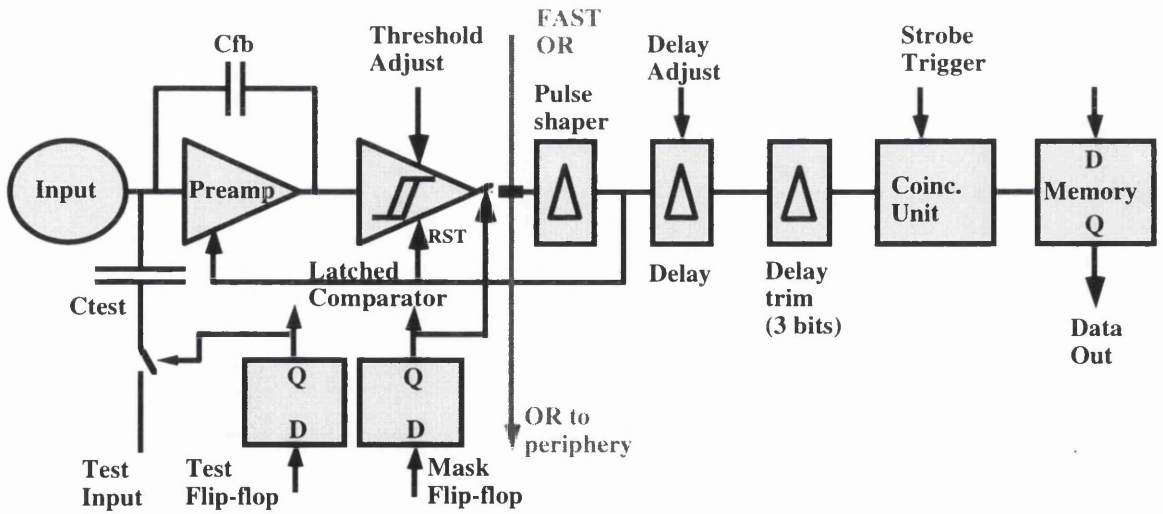 Cfb
Threshold
Adjust
FAST
OR
Delay
Adjust
Strobe
Trigger
Pulse
shaper
Input
Preamp
RST
Coinc.
Unit
D
Memory
Q
Ctest
Latched
Comparator
Delay
Delay
trim
(3 bits)
Data
Out
Q
D
Q
D
OR to
periphery
Test
Input
Test
Flip-flop
Mask
Flip-flop